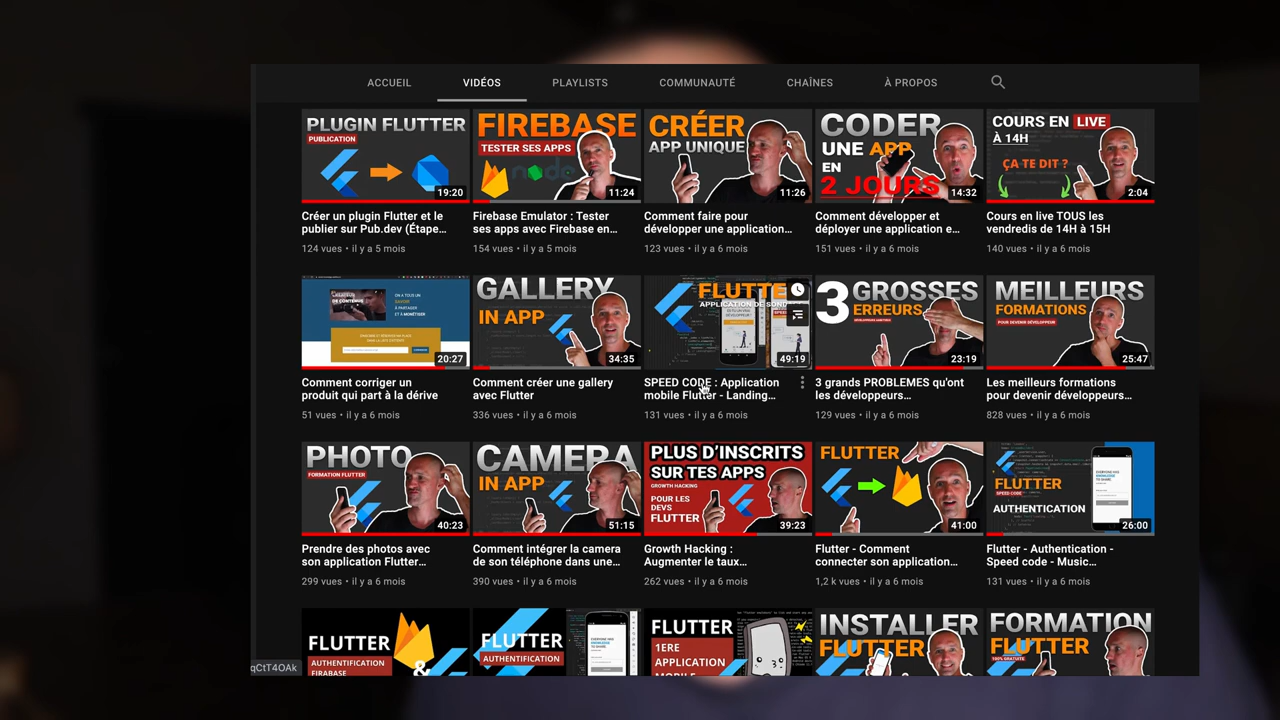 ACCUEIL
VIDÉOS
PLAYLISTS
COMMUNAUTÉ
CHAÎNES
À PROPOS
PLUGIN FLUTTER
PUBLICATION
19:20
Créer un plugin Flutter et le
publier sur Pub.dev (Étape…
124 vues • il y a 5 mois
FIREBASE
TESTER SES APPS
11:24
Firebase Emulator : Tester
ses apps avec Firebase en…
154 vues • il y a 5 mois
CRÉER
APP UNIQUE
11:26
Comment faire pour
développer une application…
123 vues • il y a 6 mois
CODER
UNE APP
EN
2 JOURS
14:32
Comment développer et
déployer une application e…
151 vues • il y a 6 mois
COURS EN LIVE
À 14H
ÇA TE DIT ?
2:04
Cours en live TOUS les
vendredis de 14H à 15H
140 vues • il y a 6 mois
20:27
Comment corriger un
produit qui part à la dérive
51 vues • il y a 6 mois
GALLERY
IN APP
34:35
Comment créer une gallery
avec Flutter
336 vues • il y a 6 mois
FLUTTE
APPLICATION DE SOND
49:19
SPEED CODE : Application
mobile Flutter - Landing…
131 vues • il y a 6 mois
3 GROSSES
ERREURS
23:19
3 grands PROBLEMES qu'ont
les développeurs…
129 vues • il y a 6 mois
MEILLEURS
FORMATIONS
POUR DEVENIR DÉVELOPPEUR
25:47
Les meilleurs formations
pour devenir développeurs…
828 vues • il y a 6 mois
PHOTO
FORMATION FLUTTER
40:23
Prendre des photos avec
son application Flutter…
299 vues • il y a 6 mois
CAMERA
IN APP
51:15
Comment intégrer la camera
de son téléphone dans une…
390 vues • il y a 6 mois
PLUS D'INSCRITS
SUR TES APPS
GROWTH HACKING
POUR LES
DEVS
FLUTTER
39:23
Growth Hacking :
Augmenter le taux…
262 vues • il y a 6 mois
FLUTTER
41:00
Flutter - Comment
connecter son application…
1,2 k vues • il y a 6 mois
FLUTTER
SPEED CODE
AUTHENTICATION
26:00
Flutter - Authentication -
Speed code - Music…
131 vues • il y a 6 mois
FLUTTER
AUTHENTIFICATION
FIRABASE
&
FLUTTER
AUTHENTIFICATION
FLUTTER
1ERE
APPLICATION
MOBILE
INSTALLER
FLUTTER
FORMATION
FLUTTER
100% GRATUITE
qCtT4OAk